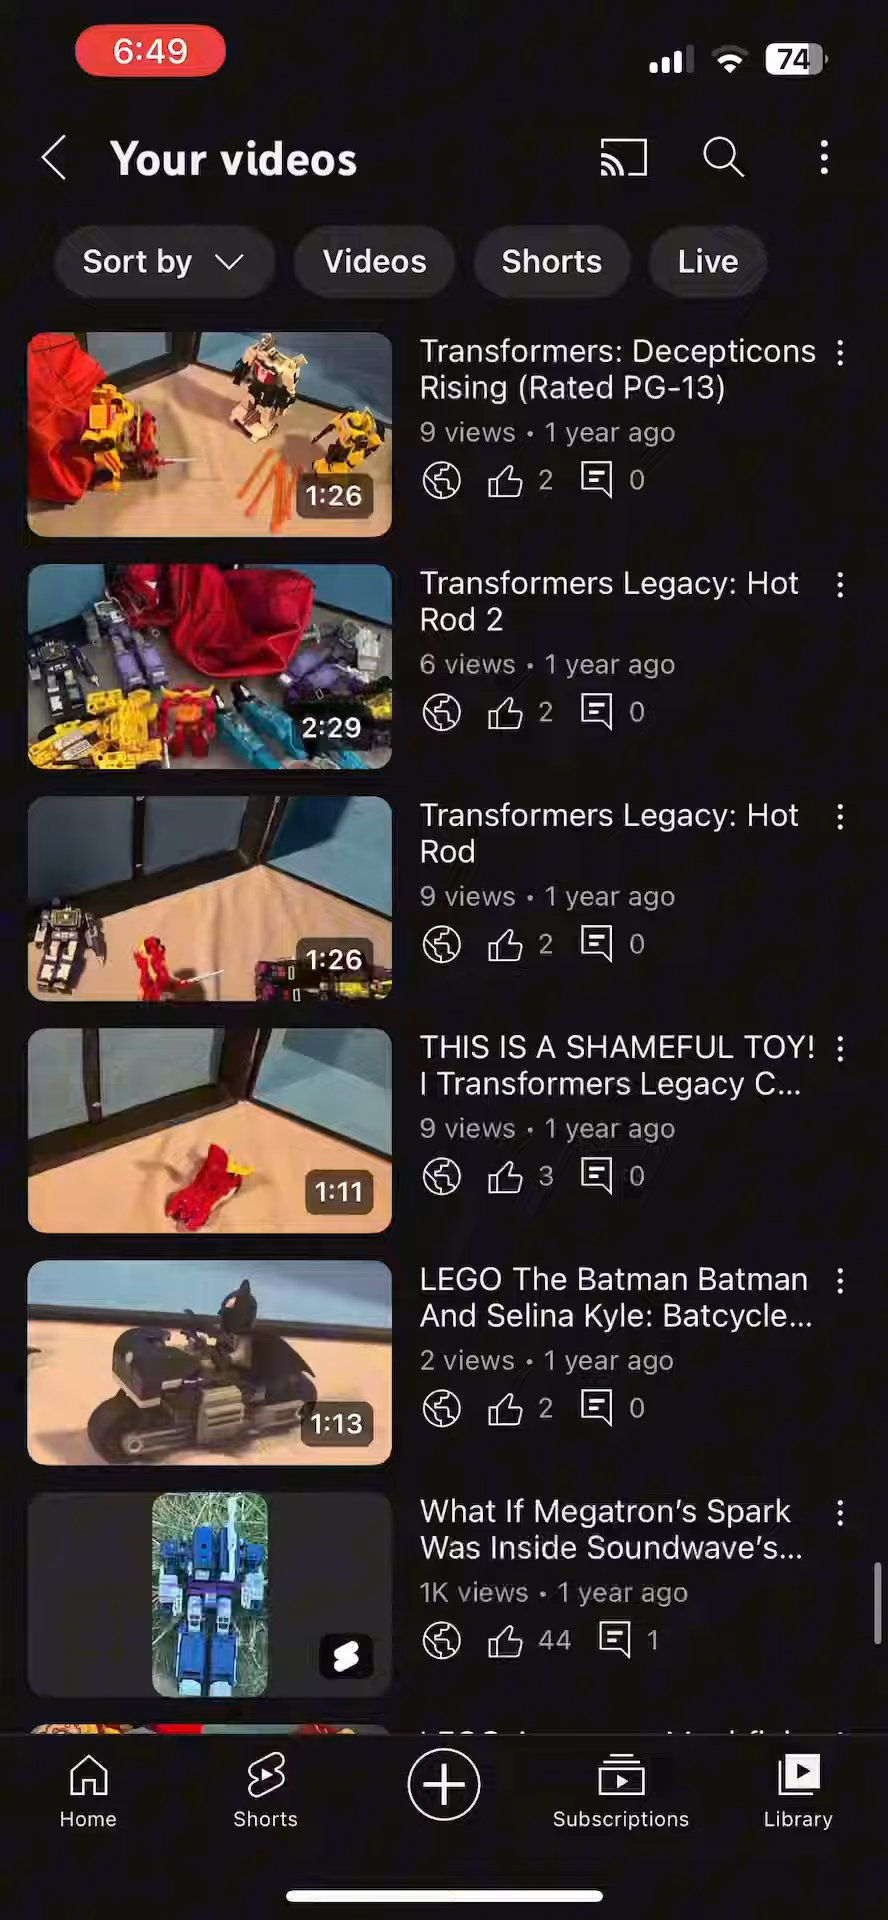 6:49
74
Your videos
Sort by
Videos
Shorts
Live
Transformers: Decepticons
Rising (Rated PG-13)
9 views • 1 year ago
2
0
1:26
Transformers Legacy: Hot
Rod 2
6 views • 1 year ago
2
0
2:29
Transformers Legacy: Hot
Rod
9 views • 1 year ago
2
0
1:26
THIS IS A SHAMEFUL TOY!
I Transformers Legacy C...
9 views • 1 year ago
3
0
1:11
LEGO The Batman Batman
And Selina Kyle: Batcycle...
2 views • 1 year ago
2
0
1:13
What If Megatron's Spark
Was Inside Soundwave's...
1K views • 1 year ago
44
1
Home
Shorts
Subscriptions
Library